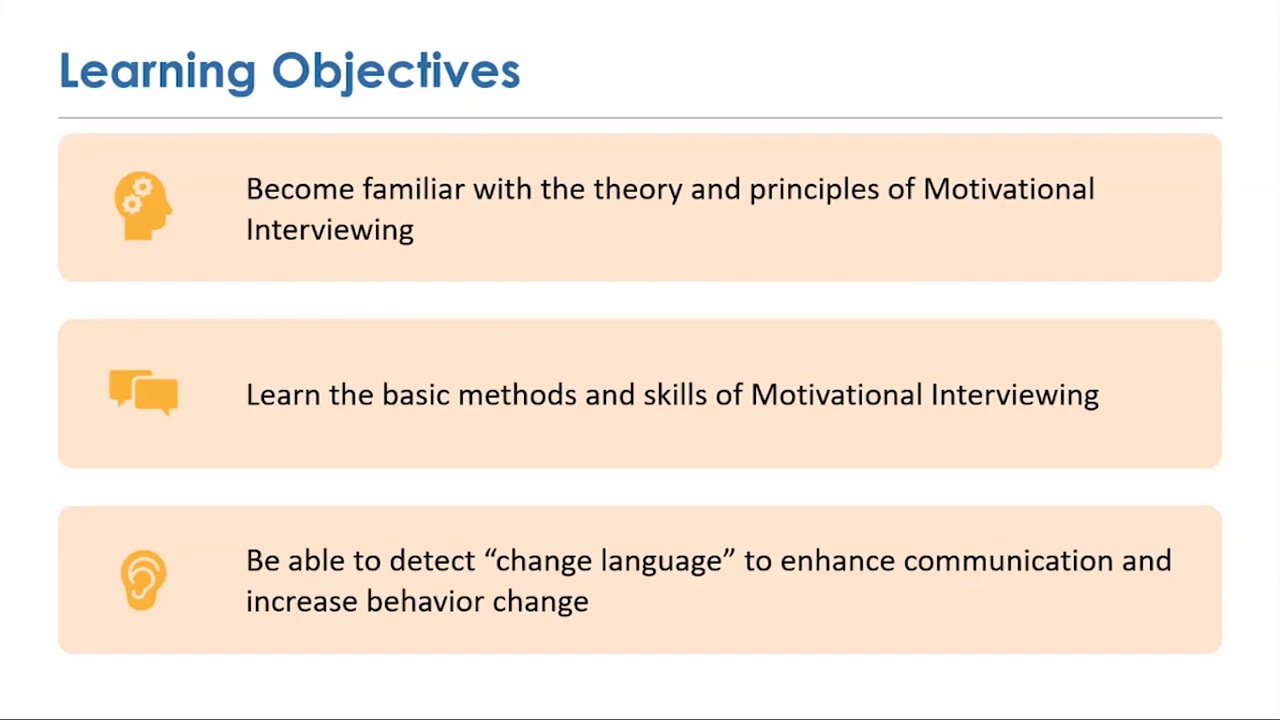 Learning Objectives
Become familiar with the theory and principles of Motivational
Interviewing
Learn the basic methods and skills of Motivational Interviewing
Be able to detect “change language” to enhance communication and
increase behavior change